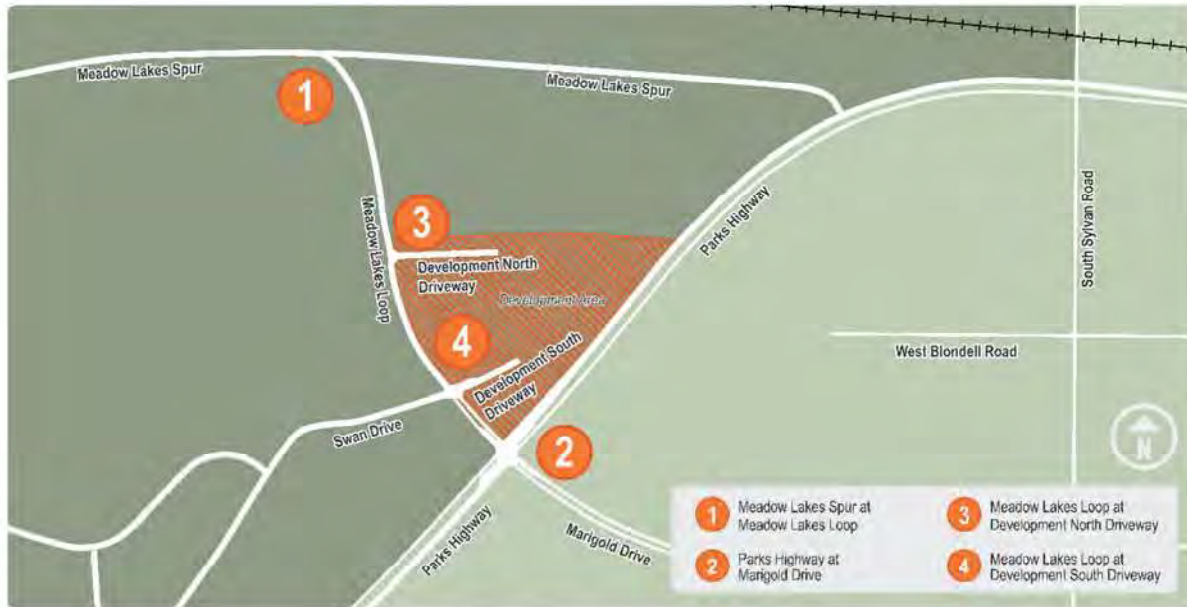 Meadow Lakes Spur
1
Meadow Lakes Spur
Parks Highway
South Sylvan Road
Meadow Lakes Loop
3
Development North
Driveway
Development Area
4
Development South
Driveway
West Blondell Road
Swan Drive
2
N
Parks Highway
Marigold Drive
1 Meadow Lakes Spur at
Meadow Lakes Loop
2 Parks Highway at
Marigold Drive
3 Meadow Lakes Loop at
Development North Driveway
4 Meadow Lakes Loop at
Development South Driveway